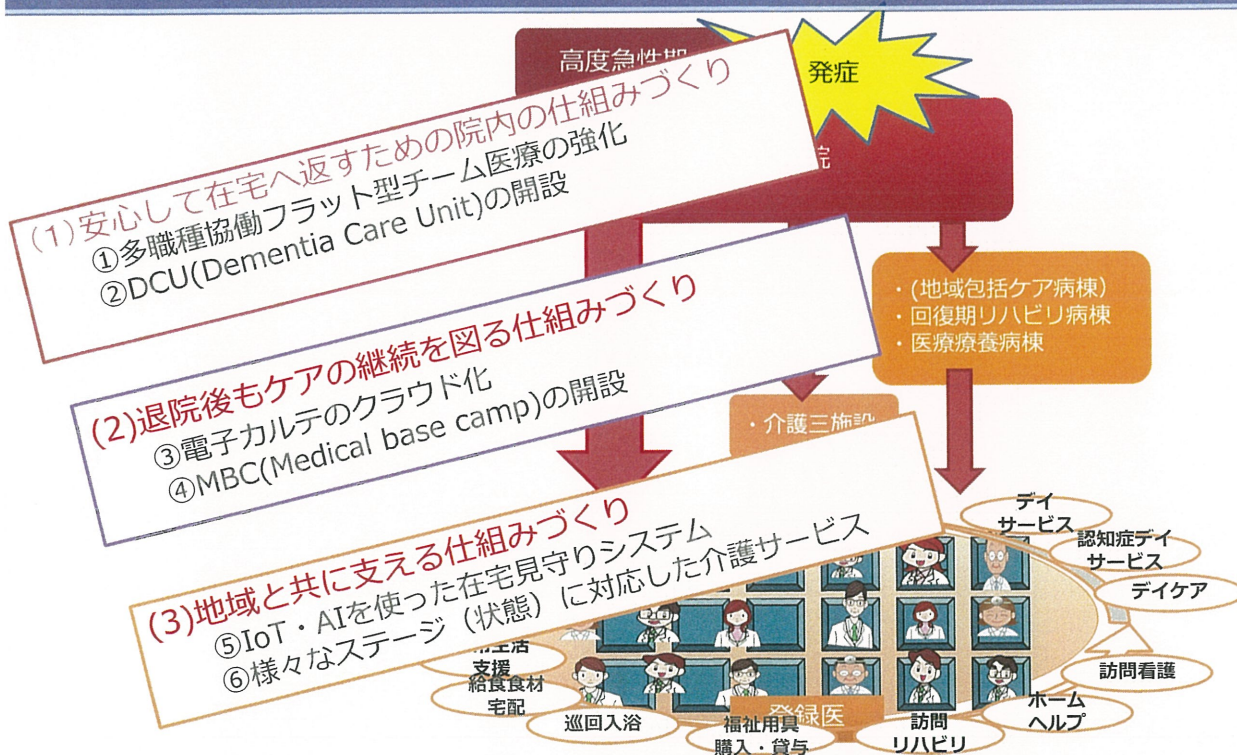 高度急性期
発症
院
(1)安心して在宅へ返すための院内の仕組みづくり
①多職種協働フラット型チーム医療の強化
②DCU(Dementia Care Unit)の開設
・(地域包括ケア病棟)
・回復期リハビリ病棟
・医療療養病棟
(2)退院後もケアの継続を図る仕組みづくり
③電子カルテのクラウド化
④MBC(Medical base camp)の開設
・介護三施設
(3)地域と共に支える仕組みづくり
⑤IoT・AIを使った在宅見守りシステム
⑥様々なステージ（状態）に対応した介護サービス
デイ
サービス
認知症デイ
サービス
デイケア
訪問看護
ホーム
ヘルプ
訪問
リハビリ
登録医
福祉用具
購入・貸与
巡回入浴
給食食材
宅配
生活
支援